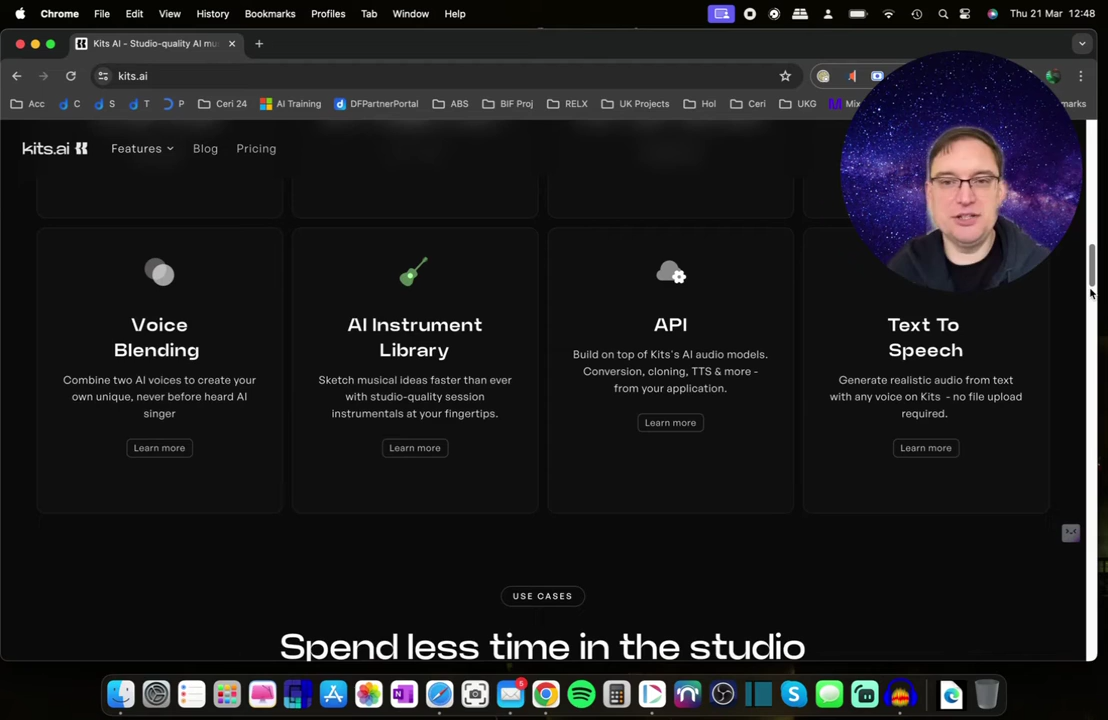 Chrome File Edit View History Bookmarks Profiles Tab Window Help Thu 21 Mar 12:48
Kits AI - Studio-quality AI mu
kits.ai
Acc C S T P Ceri 24 AI Training DFPartnerPortal ABS BIF Proj RELX UK Projects Hol Ceri UKG Mix
kits.ai Features Blog Pricing
Voice
Blending
Combine two AI voices to create your
own unique, never before heard AI
singer
Learn more
AI Instrument
Library
Sketch musical ideas faster than ever
with studio-quality session
instrumentals at your fingertips.
Learn more
API
Build on top of Kits's AI audio models.
Conversion, cloning, TTS & more -
from your application.
Learn more
Text To
Speech
Generate realistic audio from text
with any voice on Kits - no file upload
required.
Learn more
USE CASES
Spend less time in the studio
5